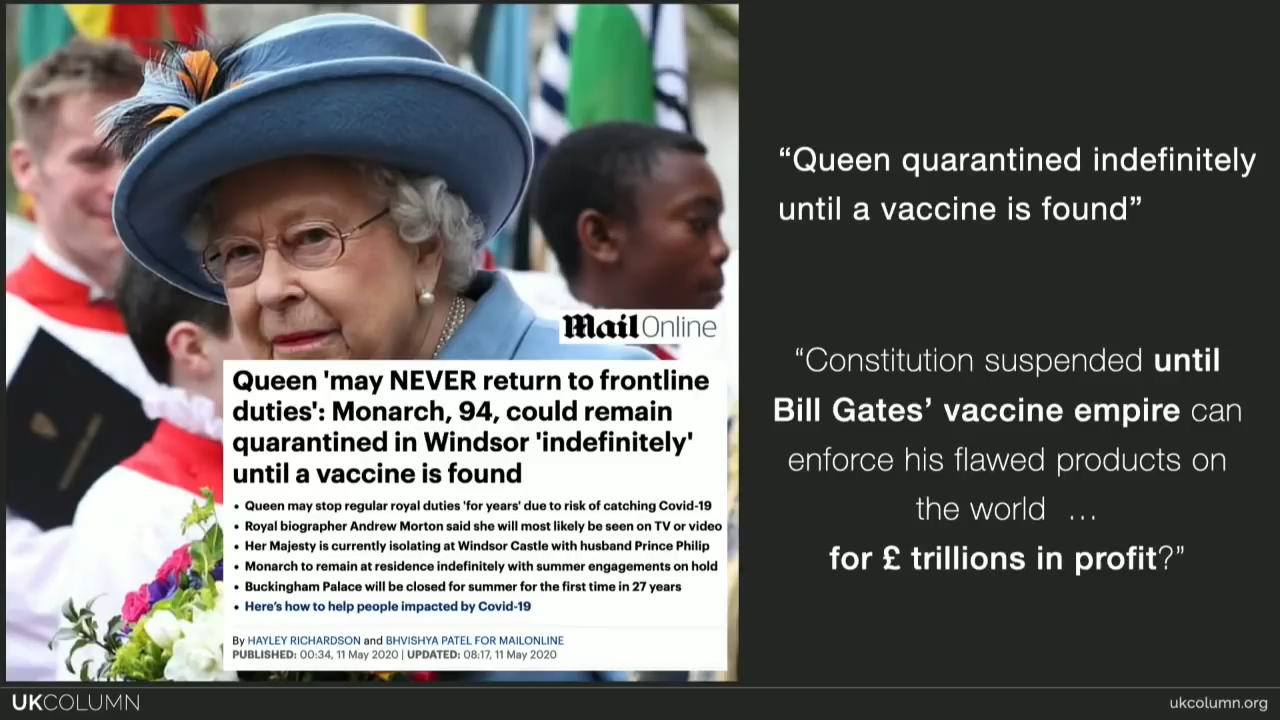 Mail Online
Queen 'may NEVER return to frontline
duties': Monarch, 94, could remain
quarantined in Windsor 'indefinitely'
until a vaccine is found
• Queen may stop regular royal duties 'for years' due to risk of catching Covid-19
• Royal biographer Andrew Morton said she will most likely be seen on TV or video
• Her Majesty is currently isolating at Windsor Castle with husband Prince Philip
• Monarch to remain at residence indefinitely with summer engagements on hold
• Buckingham Palace will be closed for summer for the first time in 27 years
• Here's how to help people impacted by Covid-19
By HAYLEY RICHARDSON and BHVISHYA PATEL FOR MAILONLINE
PUBLISHED: 00:34, 11 May 2020 | UPDATED: 08:17, 11 May 2020
“Queen quarantined indefinitely
until a vaccine is found”
“Constitution suspended until
Bill Gates’ vaccine empire can
enforce his flawed products on
the world …
for £ trillions in profit?”
UKCOLUMN
ukcolumn.org